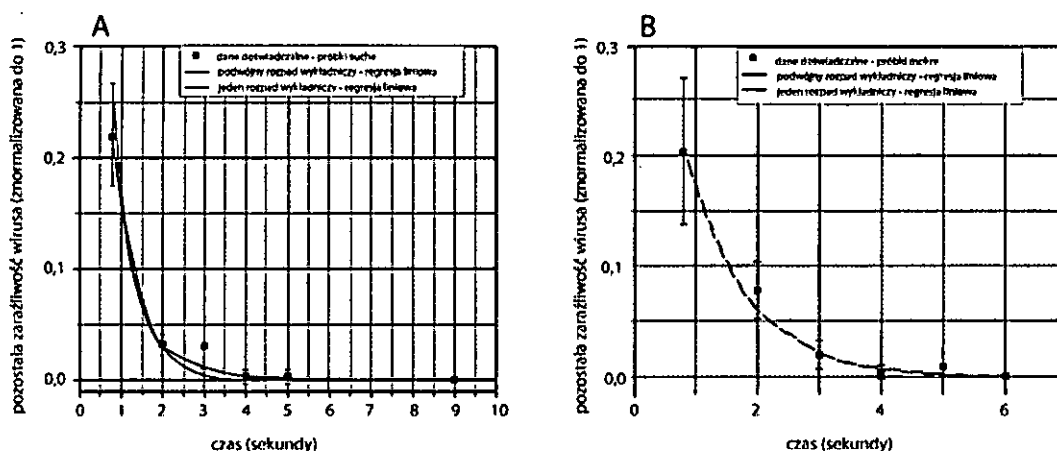 A
0,3
0,2
0,1
0,0
pozostała zaraźliwość wirusa (znormalizowana do 1)
dane doświadczalne - próbki suche
podwójny rozpad wykładniczy - regresja liniowa
jeden rozpad wykładniczy - regresja liniowa
0 1 2 3 4 5 6 7 8 9 10
czas (sekundy)
B
0,3
0,2
0,1
0,0
pozostała zaraźliwość wirusa (znormalizowana do 1)
dane doświadczalne - próbki mokre
podwójny rozpad wykładniczy - regresja liniowa
jeden rozpad wykładniczy - regresja liniowa
0 2 4 6
czas (sekundy)